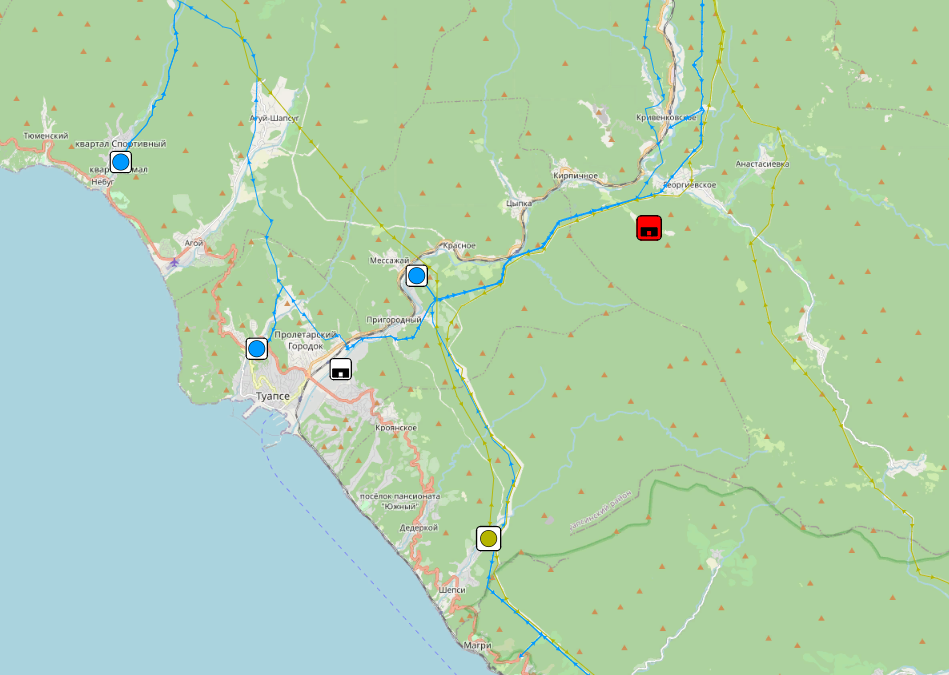 Тюменский
квартал Спортивный
Небуг
Агуй-Шапсуг
Кривенковское
Анастасиевка
Кирпичное
Георгиевское
Цыпка
Агой
Красное
Мессажай
Пригородный
Пролетарский
Городок
Туапсе
Кроянское
посёлок пансионата
"Южный"
Дедеркой
Шепси
Магри